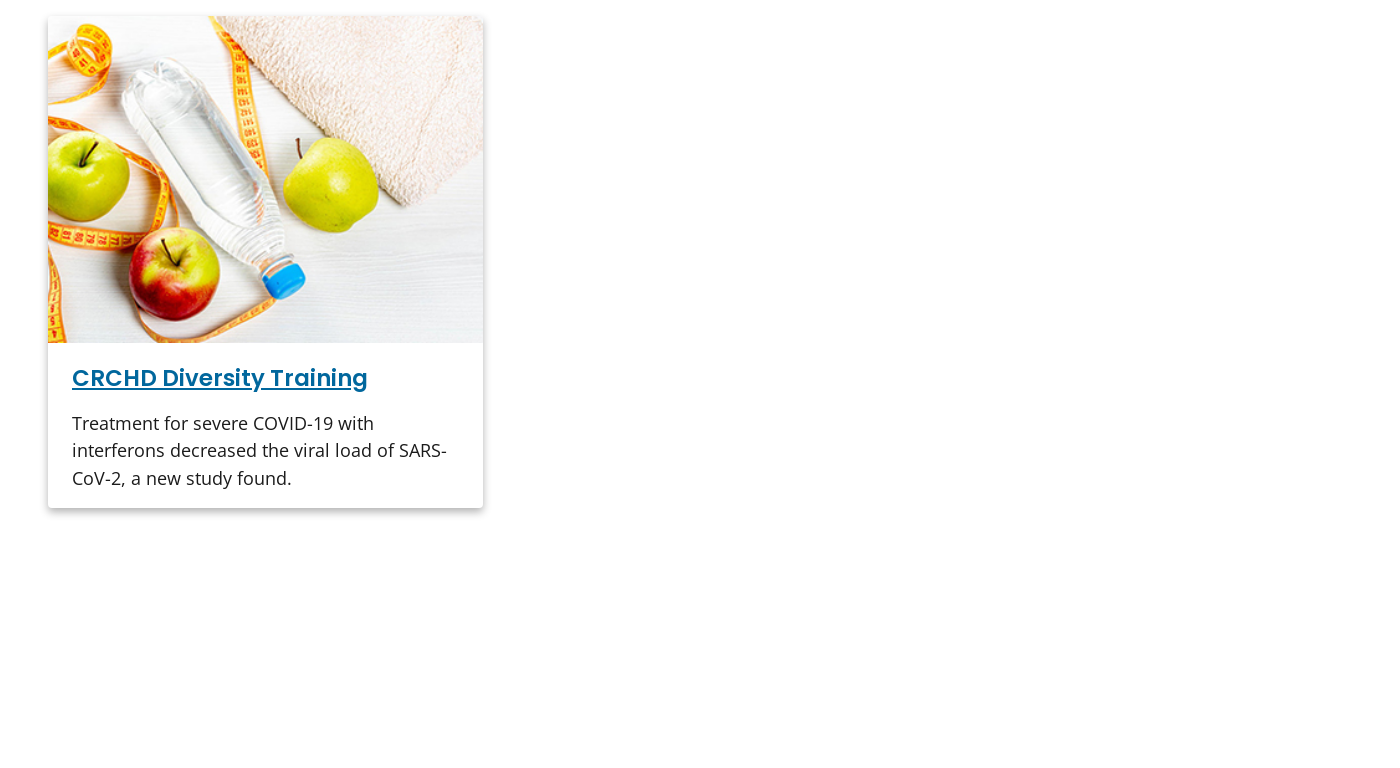 CRCHD Diversity Training
Treatment for severe COVID-19 with
interferons decreased the viral load of SARS-
CoV-2, a new study found.